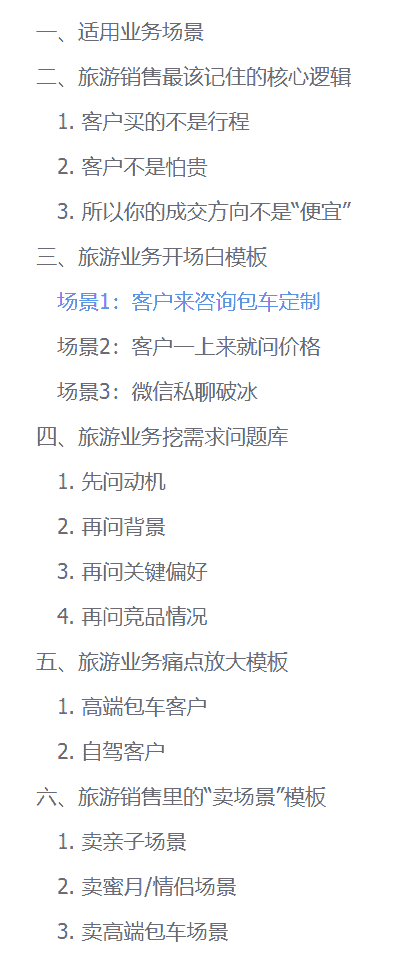 一、适用业务场景
二、旅游销售最该记住的核心逻辑
1. 客户买的不是行程
2. 客户不是怕贵
3. 所以你的成交方向不是“便宜”
三、旅游业务开场白模板
场景1：客户来咨询包车定制
场景2：客户一上来就问价格
场景3：微信私聊破冰
四、旅游业务挖需求问题库
1. 先问动机
2. 再问背景
3. 再问关键偏好
4. 再问竞品情况
五、旅游业务痛点放大模板
1. 高端包车客户
2. 自驾客户
六、旅游销售里的“卖场景”模板
1. 卖亲子场景
2. 卖蜜月/情侣场景
3. 卖高端包车场景